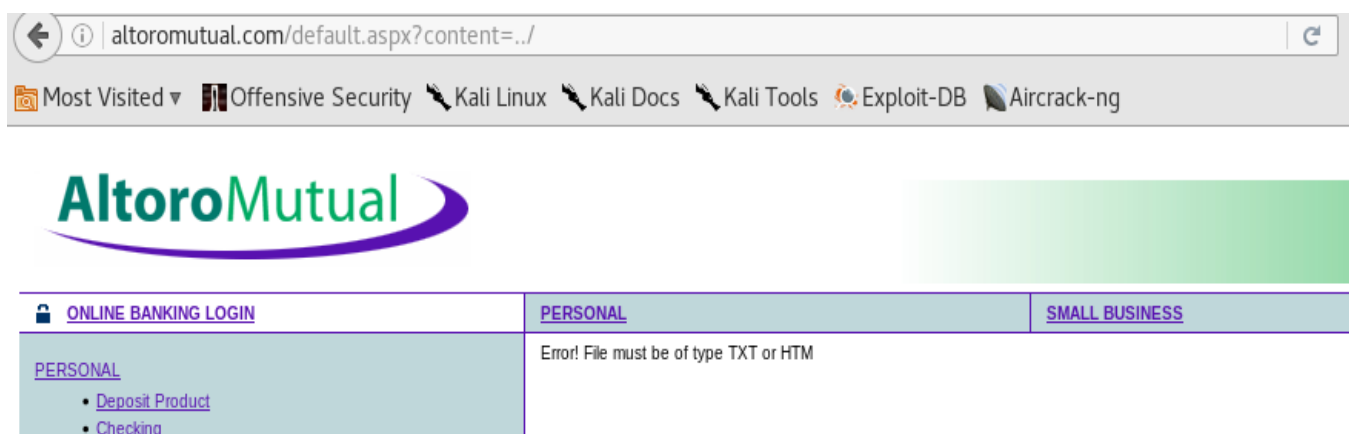 altoromutual.com/default.aspx?content=../
Most Visited Offensive Security Kali Linux Kali Docs Kali Tools Exploit-DB Aircrack-ng
AltoroMutual
ONLINE BANKING LOGIN PERSONAL SMALL BUSINESS
PERSONAL
Error! File must be of type TXT or HTM
• Deposit Product
• Checking